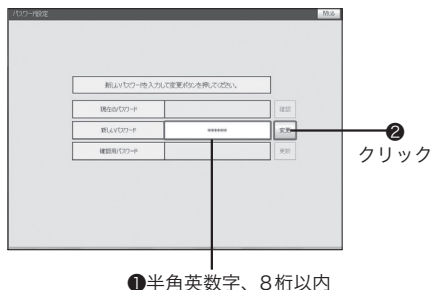 パスワード設定
M06
新しいパスワードを入力して変更ボタンを押してください。
現在のパスワード
確認
新しいパスワード
******
変更
確認用パスワード
更新
❷
クリック
❶半角英数字、8桁以内